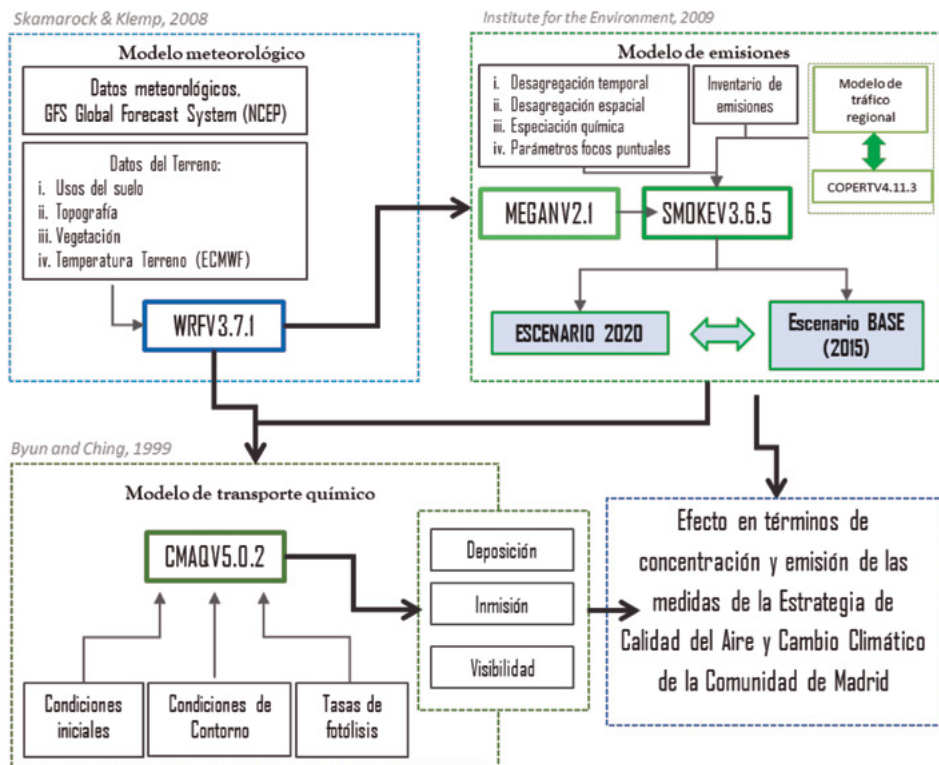 Skamarock & Klemp, 2008
Modelo meteorológico
Datos meteorológicos,
GFS Global Forecast System (NCEP)
Datos del Terreno:
i. Usos del suelo
ii. Topografía
iii. Vegetación
iv. Temperatura Terreno (ECMWF)
WRFV3.7.1
Institute for the Environment, 2009
Modelo de emisiones
i. Desagregación temporal
ii. Desagregación espacial
iii. Especiación química
iv. Parámetros focos puntuales
Inventario de
emisiones
Modelo de
tráfico
regional
COPERTV4.11.3
MEGANV2.1
SMOKEV3.6.5
ESCENARIO 2020
Escenario BASE
(2015)
Byun and Ching, 1999
Modelo de transporte químico
CMAQV5.0.2
Condiciones
iniciales
Condiciones de
Contorno
Tasas de
fotólisis
Deposición
Inmisión
Visibilidad
Efecto en términos de
concentración y emisión de las
medidas de la Estrategia de
Calidad del Aire y Cambio Climático
de la Comunidad de Madrid